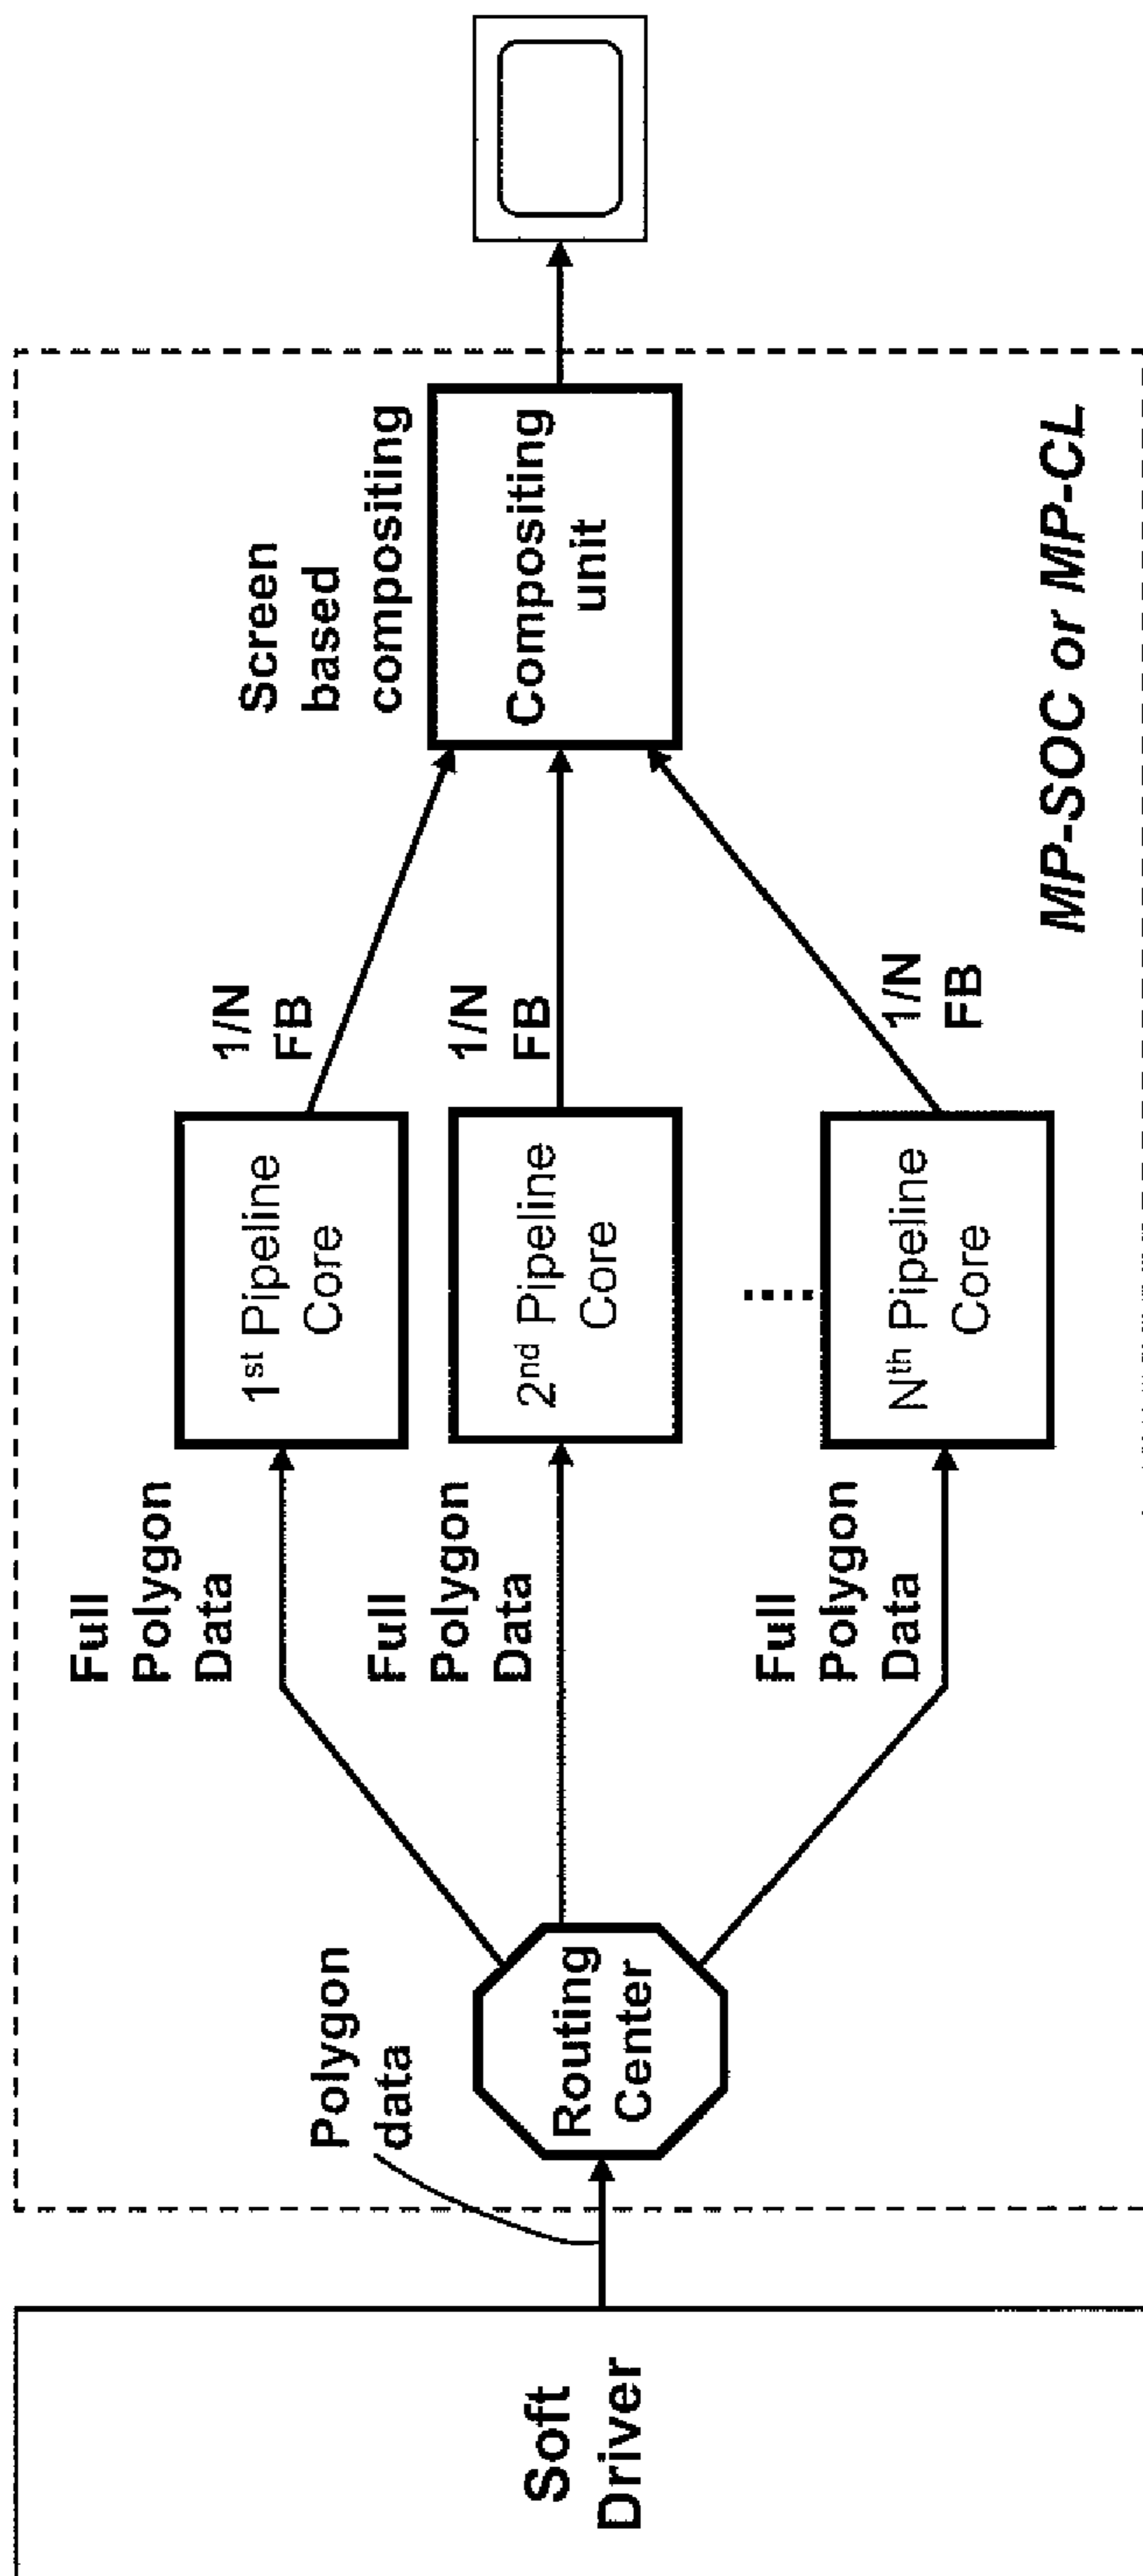 Soft
Driver
Polygon
data
Routing
Center
Full
Polygon
Data
Full
Polygon
Data
Full
Polygon
Data
1st Pipeline
Core
2nd Pipeline
Core
Nth Pipeline
Core
1/N
FB
1/N
FB
1/N
FB
Screen
based
compositing
Compositing
unit
MP-SOC or MP-CL